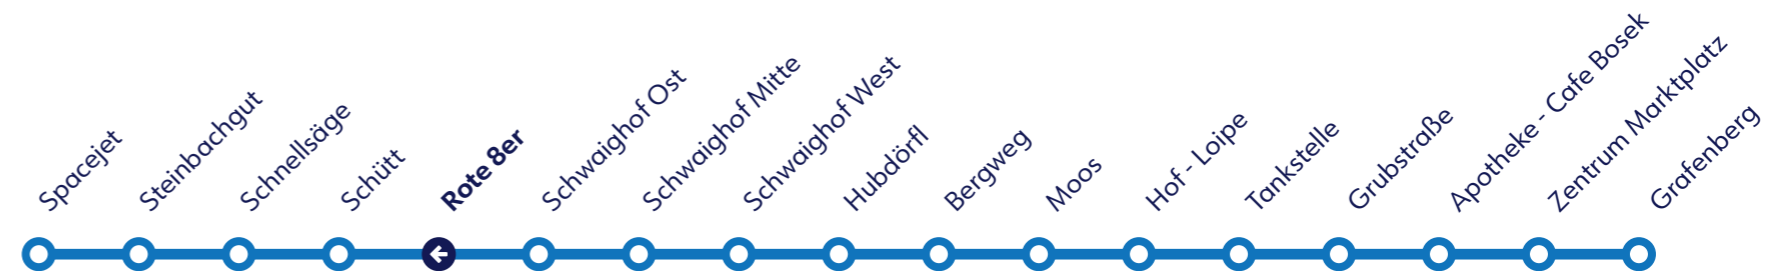 Spacejet
Steinbachgut
Schnellsäge
Schütt
Rote 8er
Schwaighof Ost
Schwaighof Mitte
Schwaighof West
Hubdörfl
Bergweg
Moos
Hof - Loipe
Tankstelle
Grubstraße
Apotheke - Cafe Bosek
Zentrum Marktplatz
Grafenberg